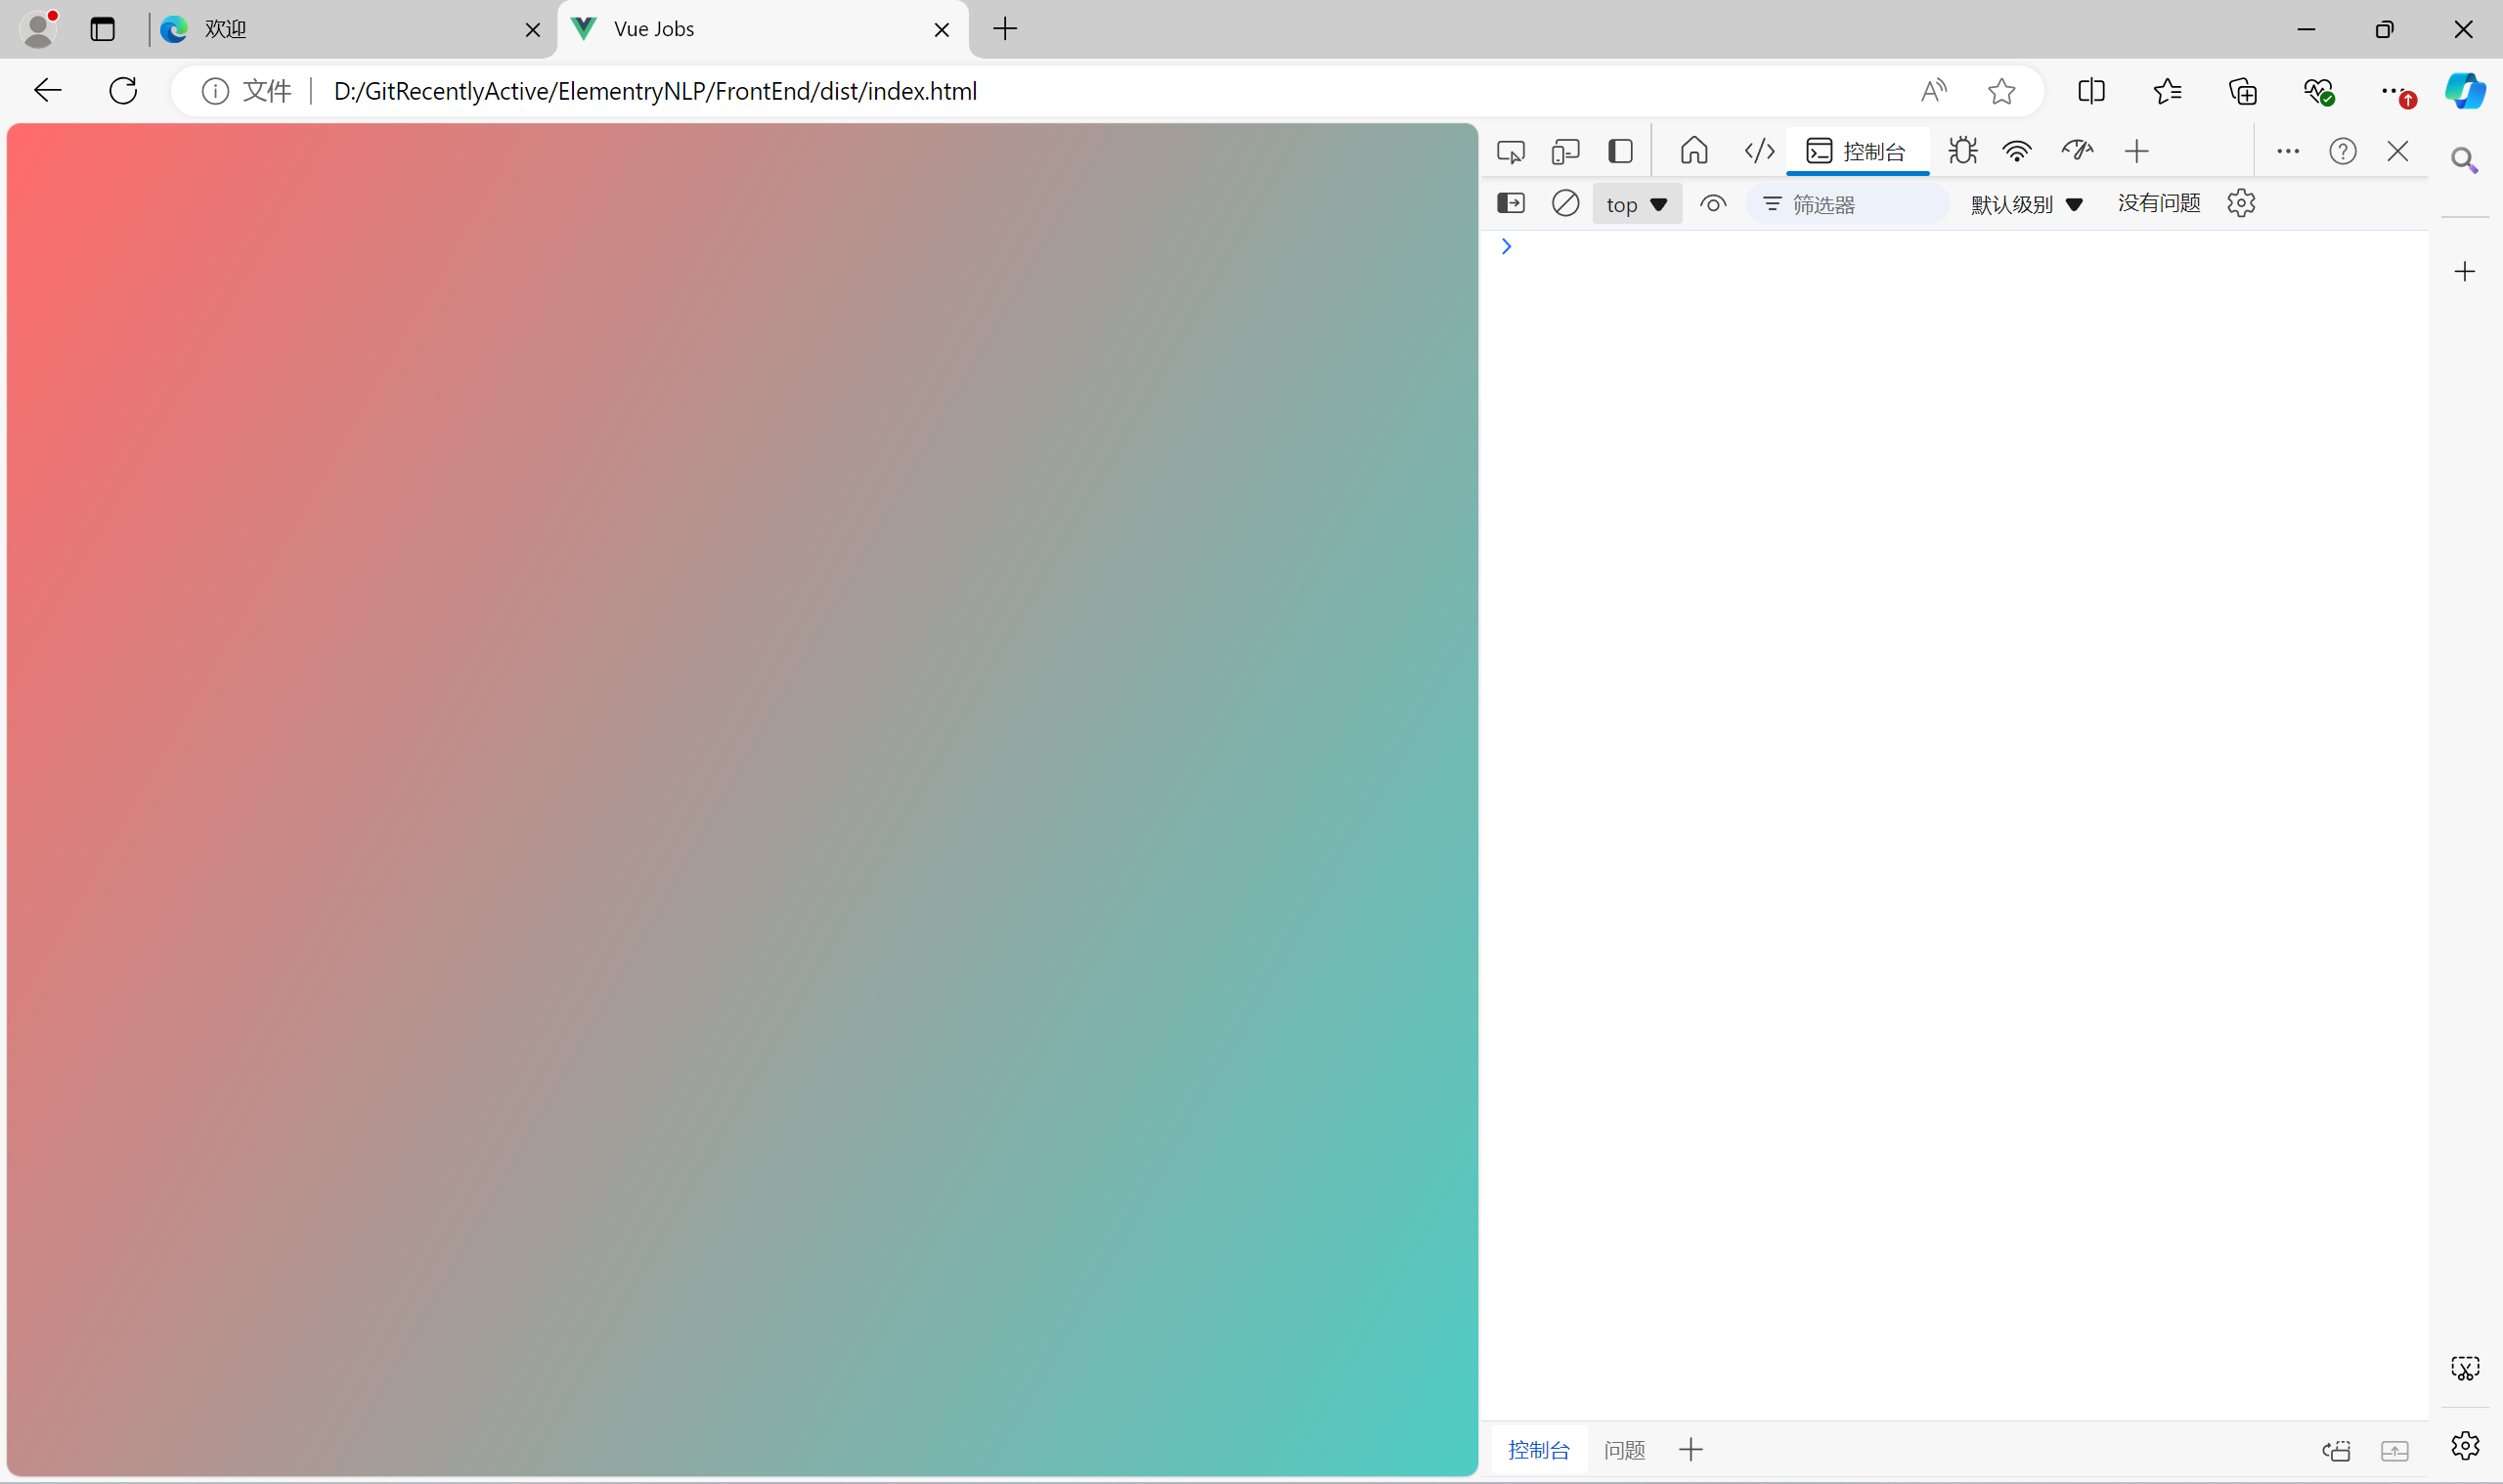 欢迎
Vue Jobs
文件
D:/GitRecentlyActive/ElementryNLP/FrontEnd/dist/index.html
控制台
top
筛选器
默认级别
没有问题
控制台
问题